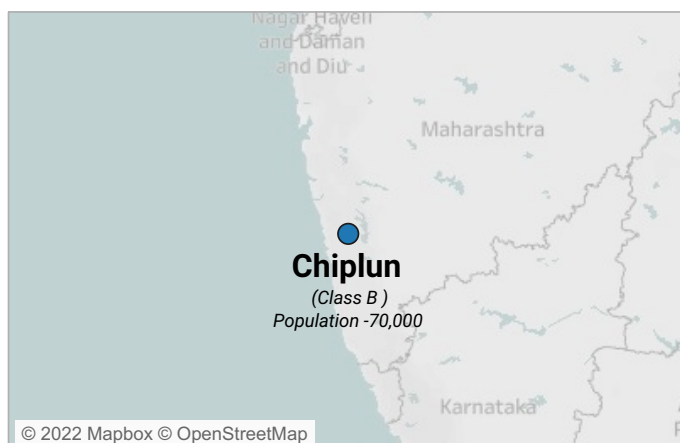 Nagar Haveli
and Daman
and Diu
Maharashtra
Chiplun
(Class B )
Population -70,000
Karnataka
© 2022 Mapbox © OpenStreetMap